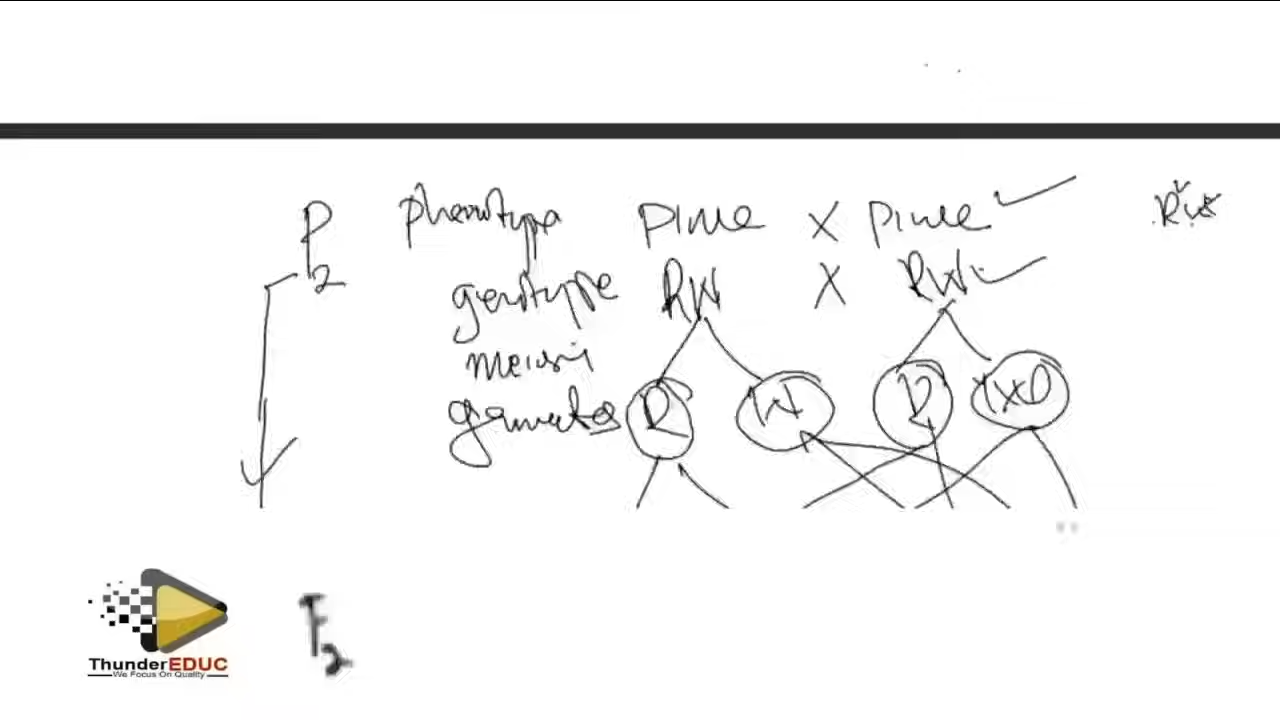 P2 phenotype PINK X PINK
genotype RW X RW
meiosis
gametes R W R W
ThunderEDUC
We Focus On Quality
F2